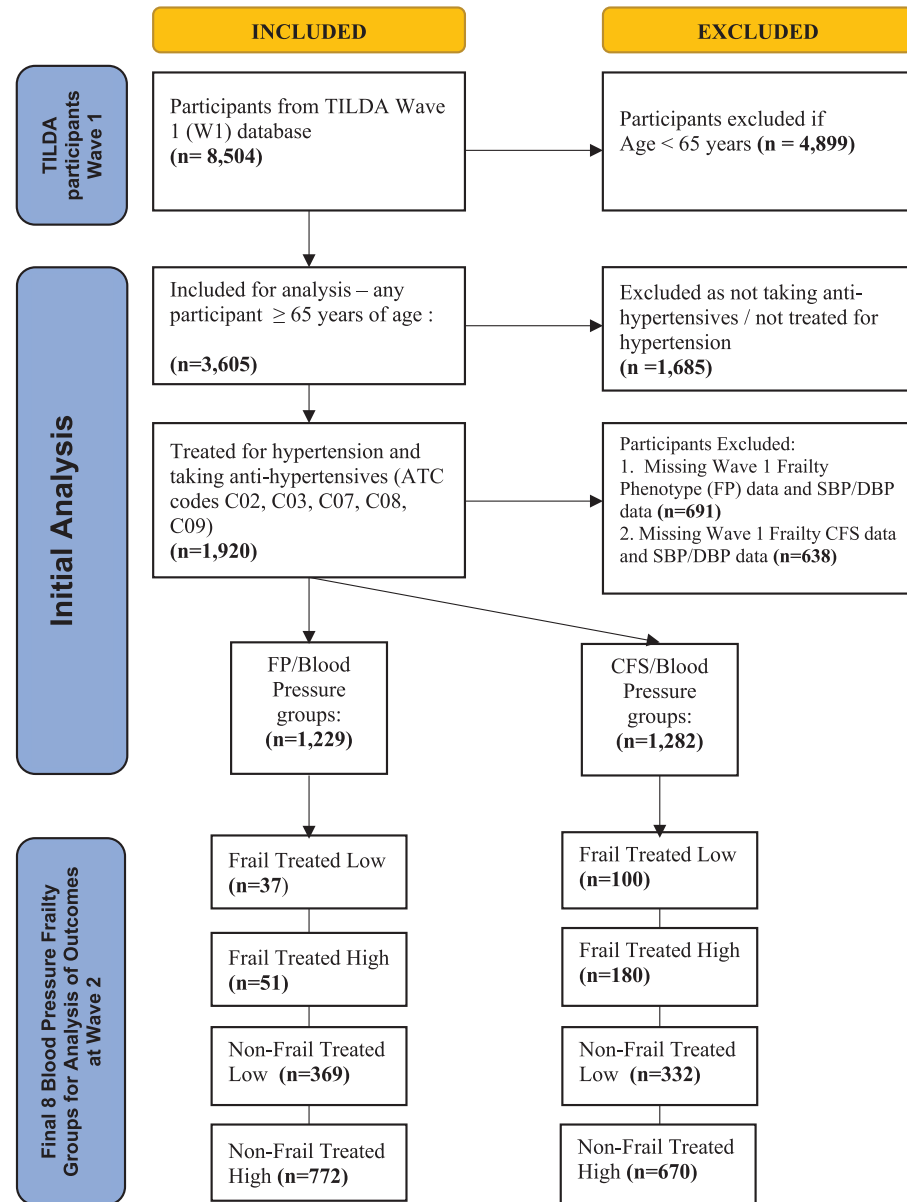 INCLUDED
EXCLUDED
TILDA
participants
Wave 1
Participants from TILDA Wave
1 (W1) database
(n= 8,504)
Participants excluded if
Age < 65 years (n = 4,899)
Initial Analysis
Included for analysis – any
participant ≥ 65 years of age :
(n=3,605)
Excluded as not taking anti-
hypertensives / not treated for
hypertension
(n =1,685)
Treated for hypertension and
taking anti-hypertensives (ATC
codes C02, C03, C07, C08,
C09)
(n=1,920)
Participants Excluded:
1. Missing Wave 1 Frailty
Phenotype (FP) data and SBP/DBP
data (n=691)
2. Missing Wave 1 Frailty CFS data
and SBP/DBP data (n=638)
FP/Blood
Pressure
groups:
(n=1,229)
CFS/Blood
Pressure
groups:
(n=1,282)
Final 8 Blood Pressure Frailty
Groups for Analysis of Outcomes
at Wave 2
Frail Treated Low
(n=37)
Frail Treated High
(n=51)
Non-Frail Treated
Low (n=369)
Non-Frail Treated
High (n=772)
Frail Treated Low
(n=100)
Frail Treated High
(n=180)
Non-Frail Treated
Low (n=332)
Non-Frail Treated
High (n=670)